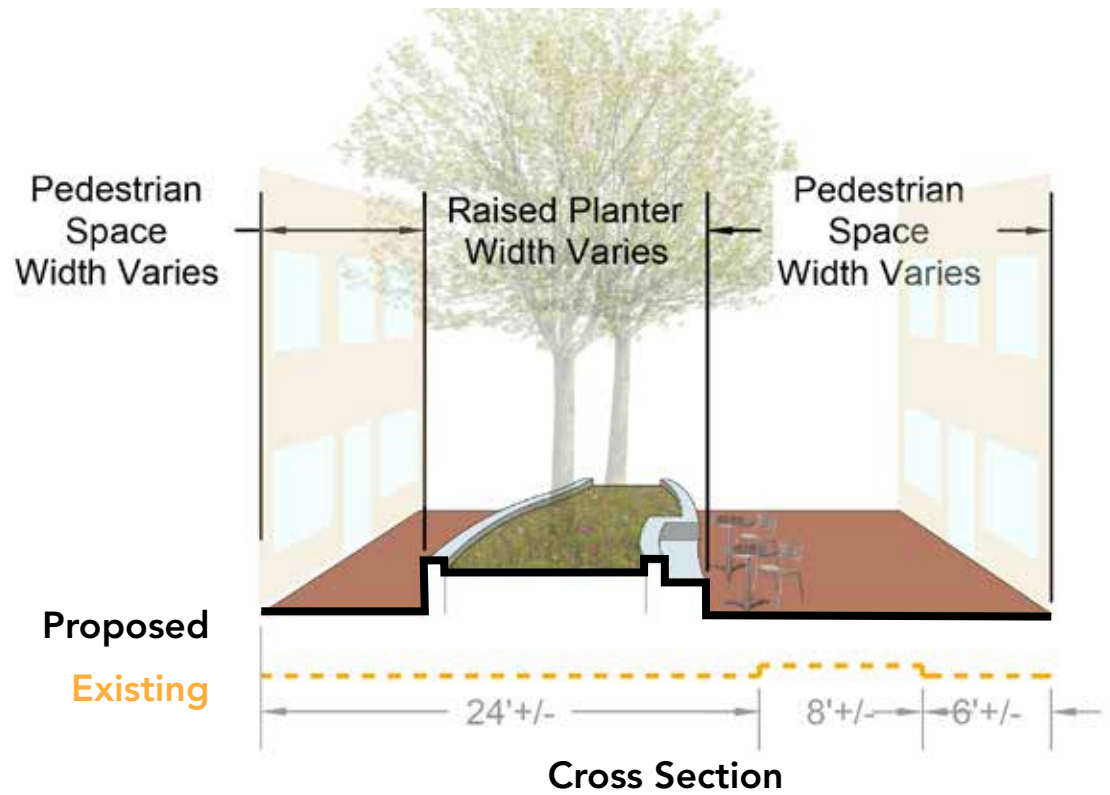 Pedestrian
Space
Width Varies
Raised Planter
Width Varies
Pedestrian
Space
Width Varies
Proposed
Existing
24'+/-
8'+/-
6'+/-
Cross Section